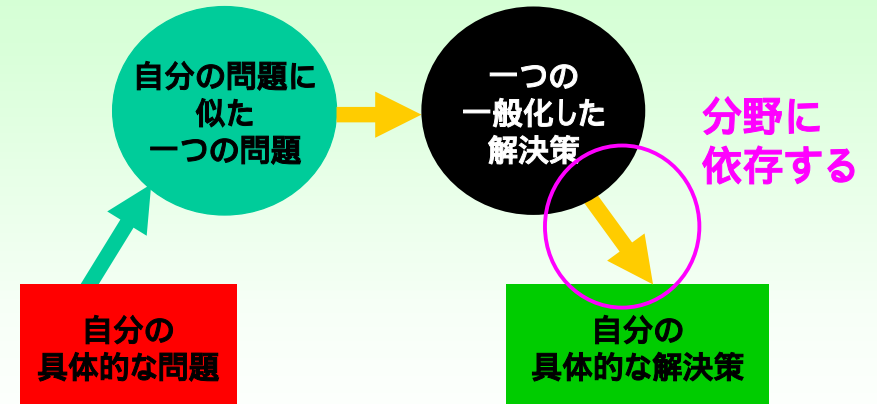 自分の問題に
似た
一つの問題
一つの
一般化した
解決策
分野に
依存する
自分の
具体的な問題
自分の
具体的な解決策